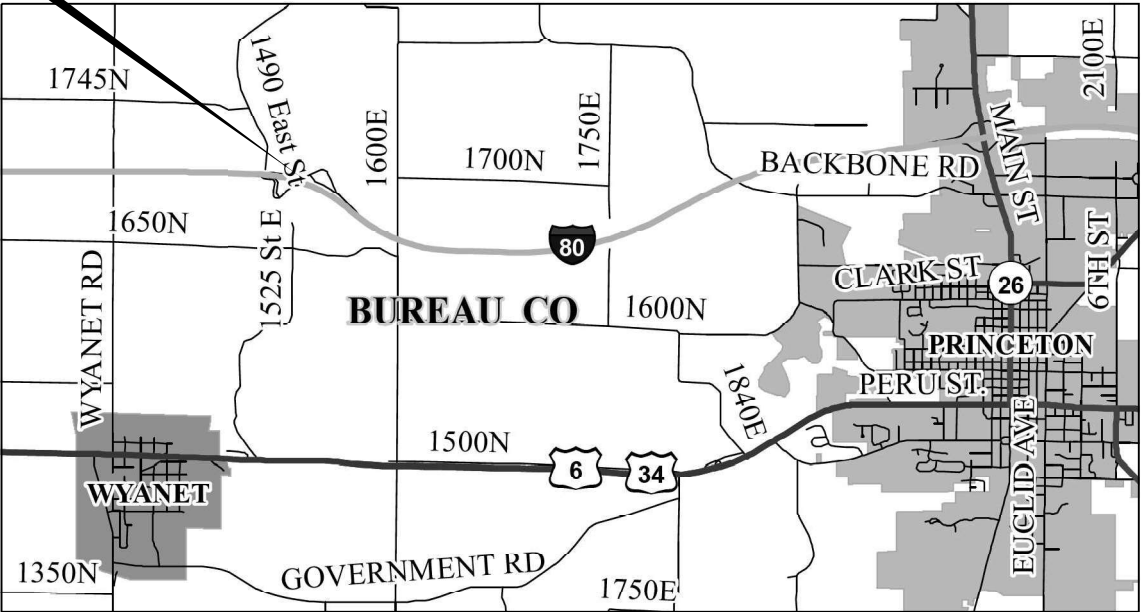 2100E
1745N
1490 East St
1600E
1750E
MAIN ST
1700N
BACKBONE RD
1650N
1525 St E
80
6TH ST
WYANET RD
CLARK ST
26
BUREAU CO
1600N
PRINCETON
1840E
PERU ST.
EUCLID AVE
1500N
6
34
WYANET
GOVERNMENT RD
1350N
1750E